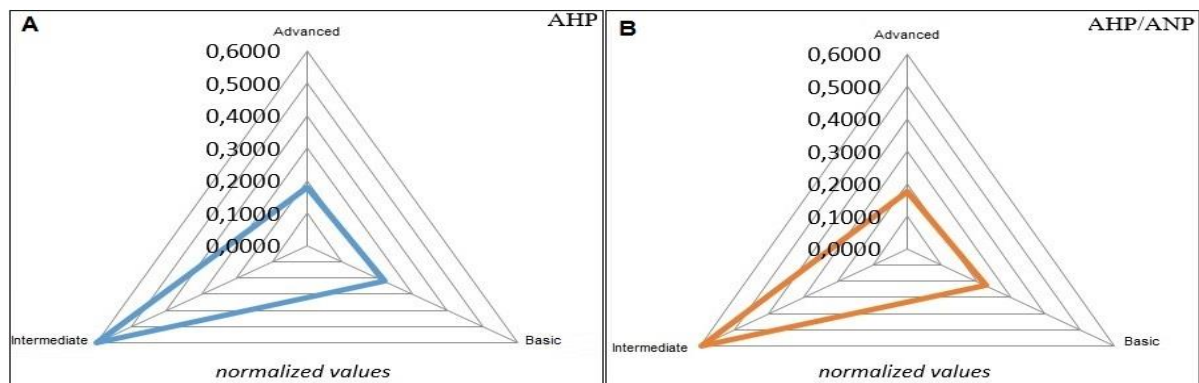 A
AHP
Advanced
0,6000
0,5000
0,4000
0,3000
0,2000
0,1000
0,0000
Intermediate
Basic
normalized values
B
AHP/ANP
Advanced
0,6000
0,5000
0,4000
0,3000
0,2000
0,1000
0,0000
Intermediate
Basic
normalized values